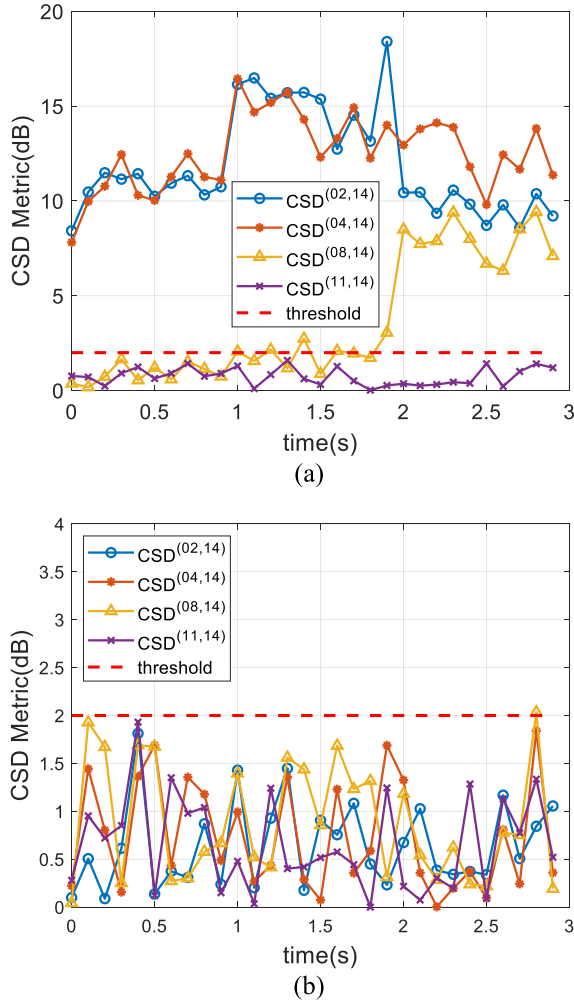 20
15
10
5
0
CSD Metric(dB)
CSD(02,14)
CSD(04,14)
CSD(08,14)
CSD(11,14)
threshold
0 0.5 1 1.5 2 2.5 3
time(s)
(a)
4
3.5
3
2.5
2
1.5
1
0.5
0
CSD Metric(dB)
CSD(02,14)
CSD(04,14)
CSD(08,14)
CSD(11,14)
threshold
0 0.5 1 1.5 2 2.5 3
time(s)
(b)